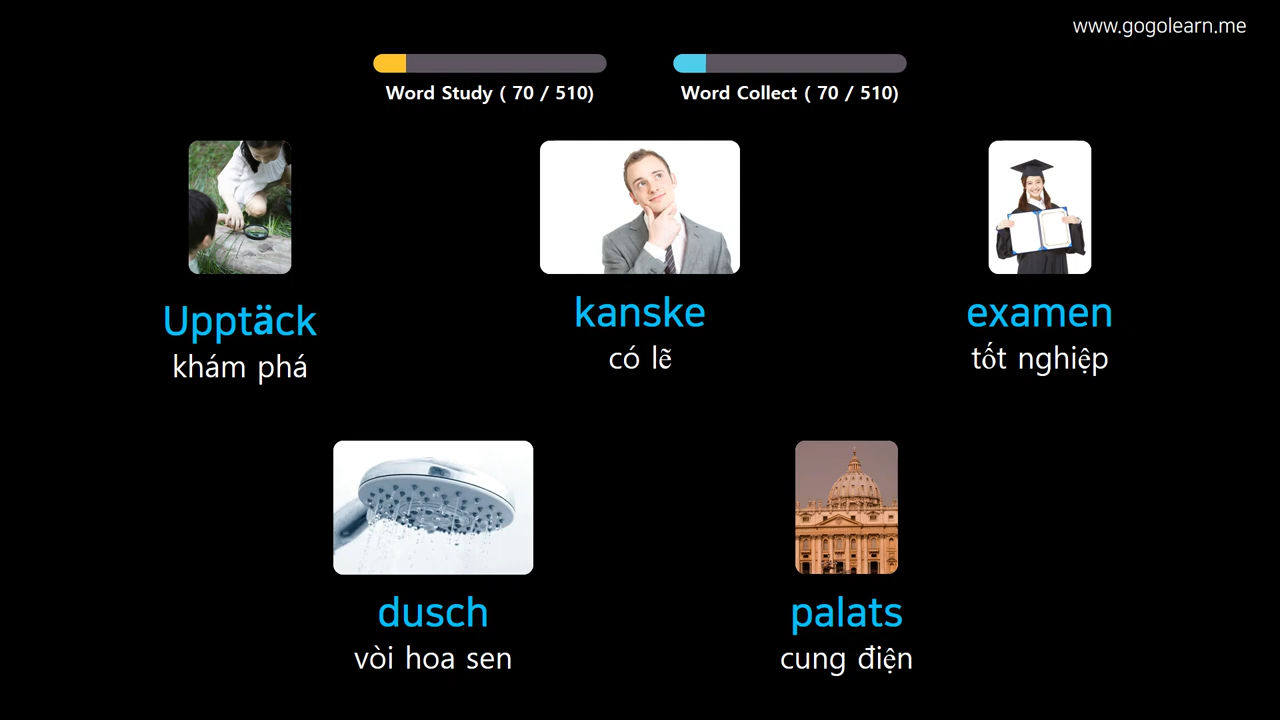 www.gogolearn.me
Word Study ( 70 / 510)
Word Collect ( 70 / 510)
Upptäck
khám phá
kanske
có lẽ
examen
tốt nghiệp
dusch
vòi hoa sen
palats
cung điện